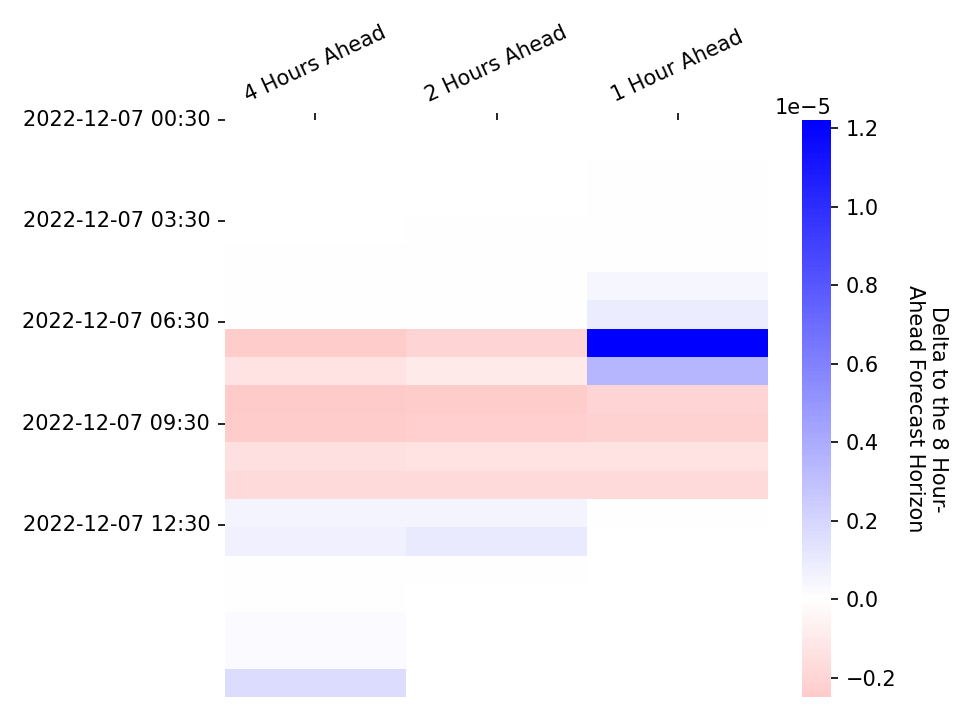 4 Hours Ahead
2 Hours Ahead
1 Hour Ahead
2022-12-07 00:30
2022-12-07 03:30
2022-12-07 06:30
2022-12-07 09:30
2022-12-07 12:30
1e−5
1.2
1.0
0.8
0.6
0.4
0.2
0.0
−0.2
Delta to the 8 Hour-
Ahead Forecast Horizon